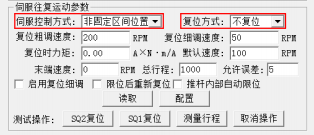 伺服往复运动参数
伺服控制方式: 非固定区间位置 复位方式: 不复位
复位粗调速度: 200 RPM 复位细调速度: 50 RPM
复位时力矩: 0.00 A×N·m/A 默认速度: 100 RPM
末端速度: 0 RPM 总行程: 1000 允许误差: 5
启用复位细调 限位后重新复位 推杆内部自动限位
读取 配置
测试操作: SQ2复位 SQ1复位 测量行程 取消操作